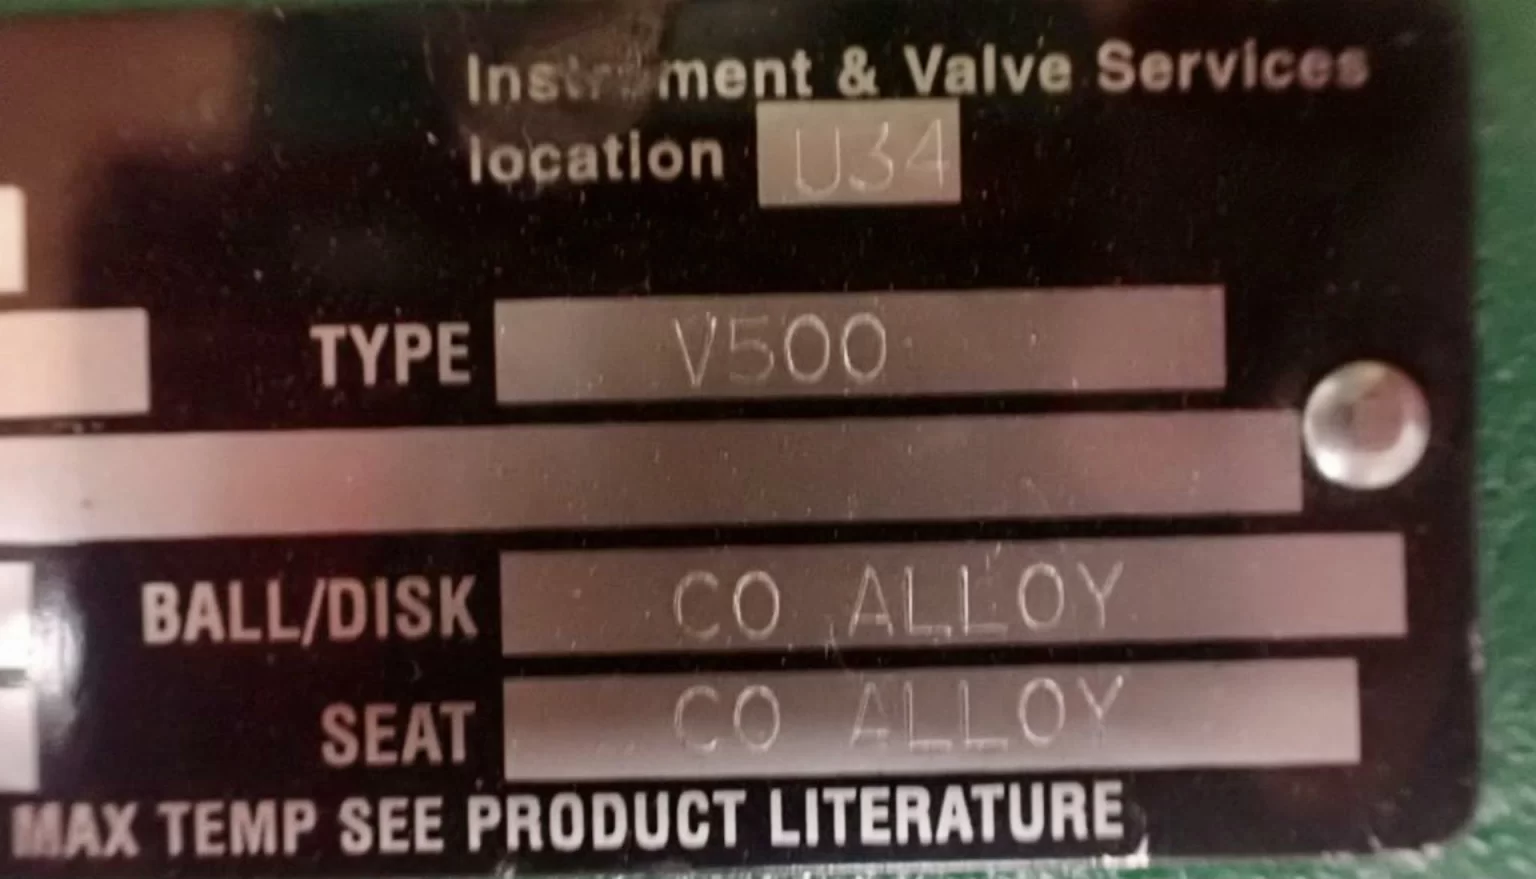 Instrument & Valve Services
location U34
TYPE V500
BALL/DISK CO ALLOY
SEAT CO ALLOY
MAX TEMP SEE PRODUCT LITERATURE